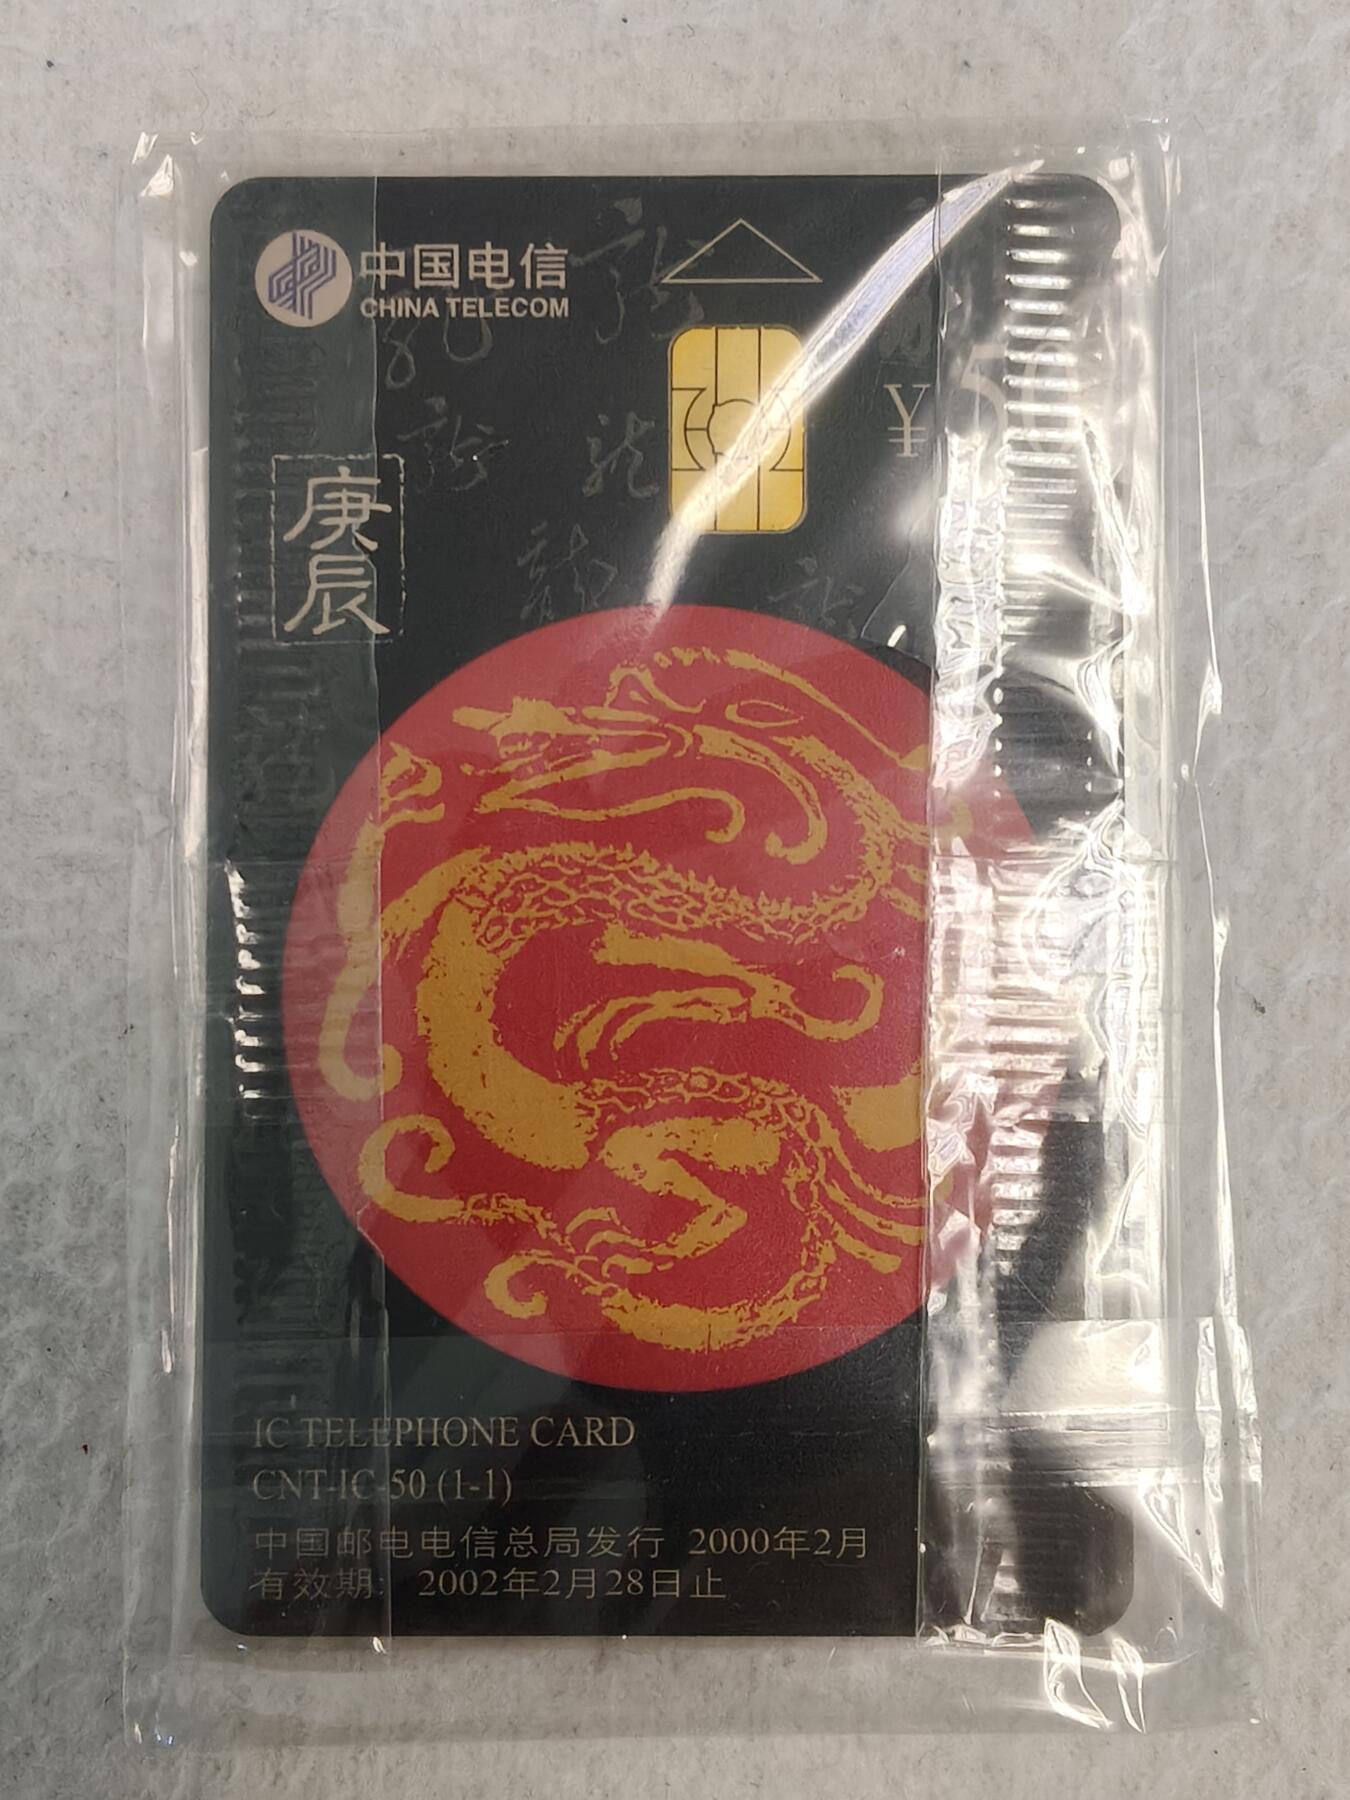 中国电信
CHINA TELECOM
¥ 50
庚辰
IC TELEPHONE CARD
CNT-IC-50 (1-1)
中国邮电电信总局发行 2000年2月
有效期: 2002年2月28日止